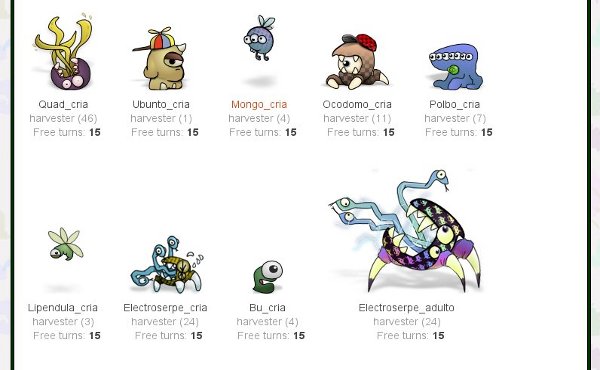 Quad_cria Ubunto_cria Mongo_cria Ocodomo_cria Polbo_cria
harvester (46) harvester (1) harvester (4) harvester (11) harvester (7)
Free turns: 15 Free turns: 15 Free turns: 15 Free turns: 15 Free turns: 15
Lipendula_cria Electroserpe_cria Bu_cria Electroserpe_adulto
harvester (3) harvester (24) harvester (4) harvester (24)
Free turns: 15 Free turns: 15 Free turns: 15 Free turns: 15